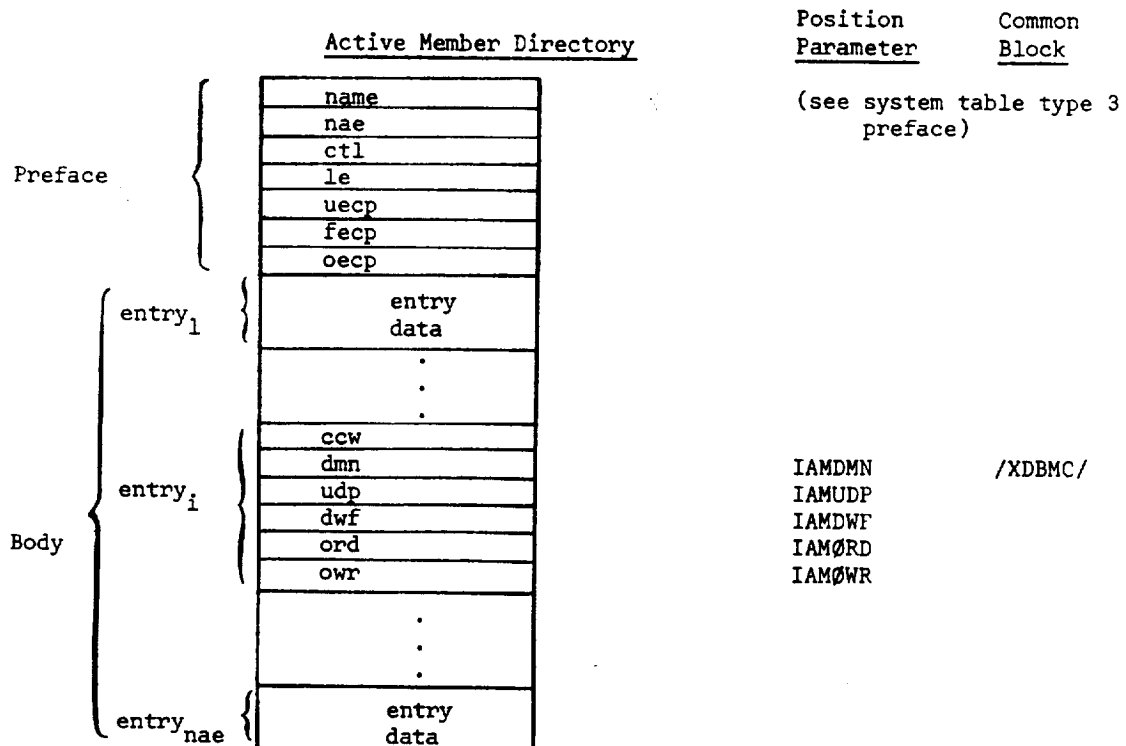 Position Common
Active Member Directory Parameter Block
name (see system table type 3
nae preface)
ctl
Preface le
uecp
fecp
oecp
entry1 entry
data
.
.
.
ccw
dmn IAMDMN /XDBMC/
entryi udp IAMUDP
dwf IAMDWF
Body ord IAMØRD
owr IAMØWR
.
.
.
entrynae entry
data